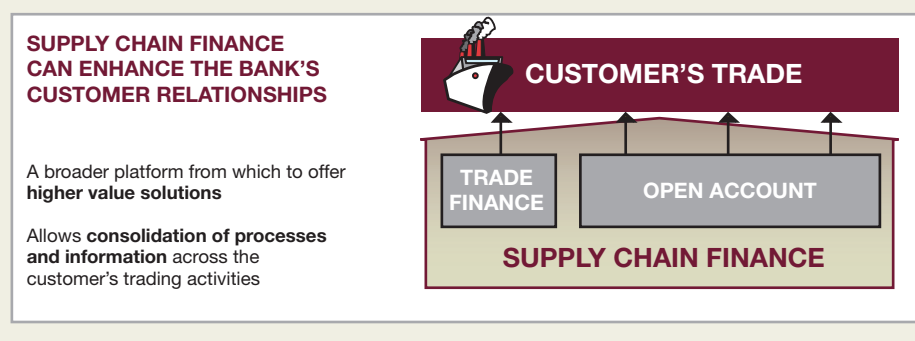 SUPPLY CHAIN FINANCE
CAN ENHANCE THE BANK’S
CUSTOMER RELATIONSHIPS
A broader platform from which to offer
higher value solutions
Allows consolidation of processes
and information across the
customer’s trading activities
CUSTOMER’S TRADE
TRADE
FINANCE
OPEN ACCOUNT
SUPPLY CHAIN FINANCE